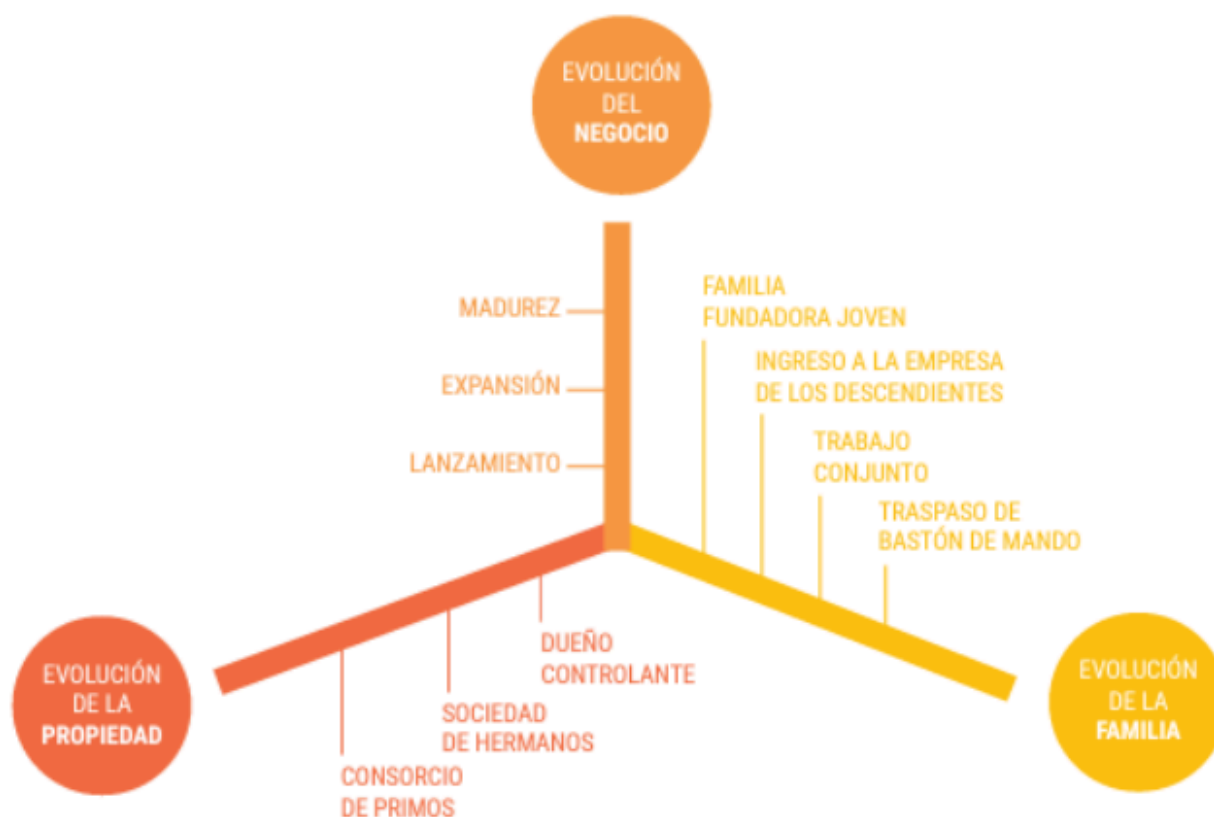 EVOLUCIÓN
DEL
NEGOCIO
MADUREZ
EXPANSIÓN
LANZAMIENTO
FAMILIA
FUNDADORA JOVEN
INGRESO A LA EMPRESA
DE LOS DESCENDIENTES
TRABAJO
CONJUNTO
TRASPASO DE
BASTÓN DE MANDO
EVOLUCIÓN
DE LA
PROPIEDAD
DUEÑO
CONTROLANTE
SOCIEDAD
DE HERMANOS
CONSORCIO
DE PRIMOS
EVOLUCIÓN
DE LA
FAMILIA